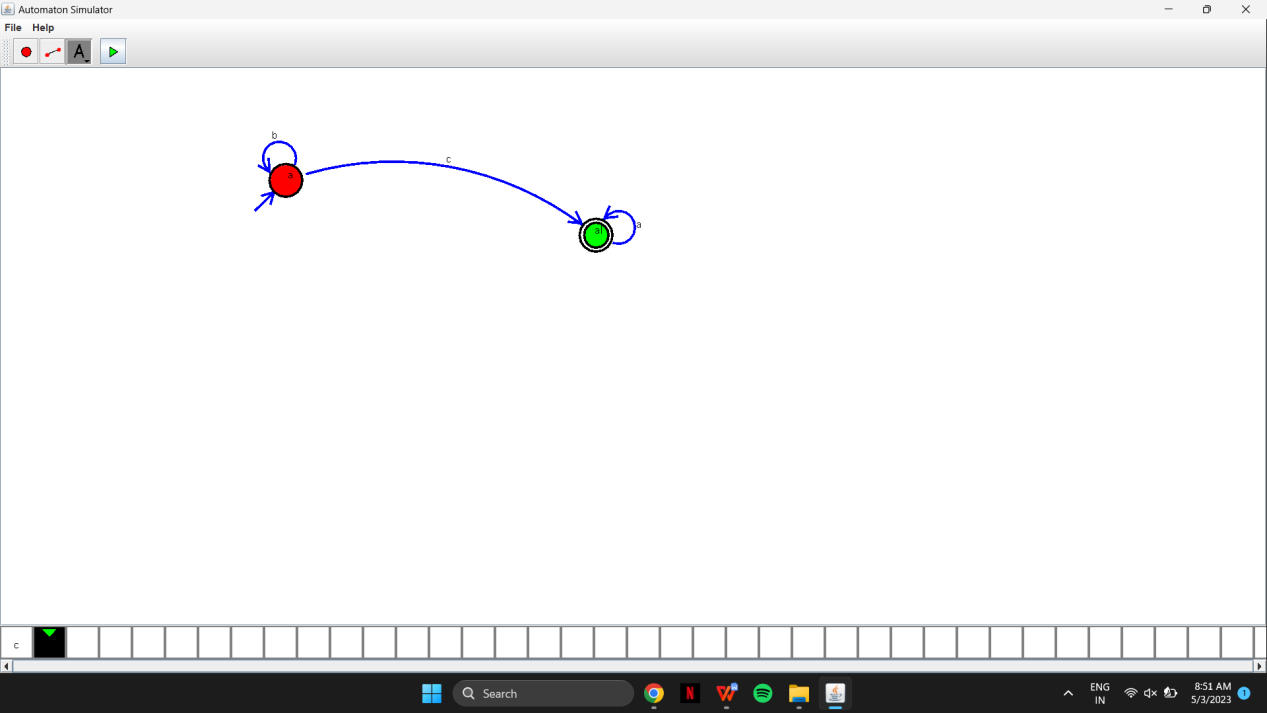 Automaton Simulator
File Help
A
b
a
c
a
a
c
Search
ENG
IN
8:51 AM
5/3/2023
1